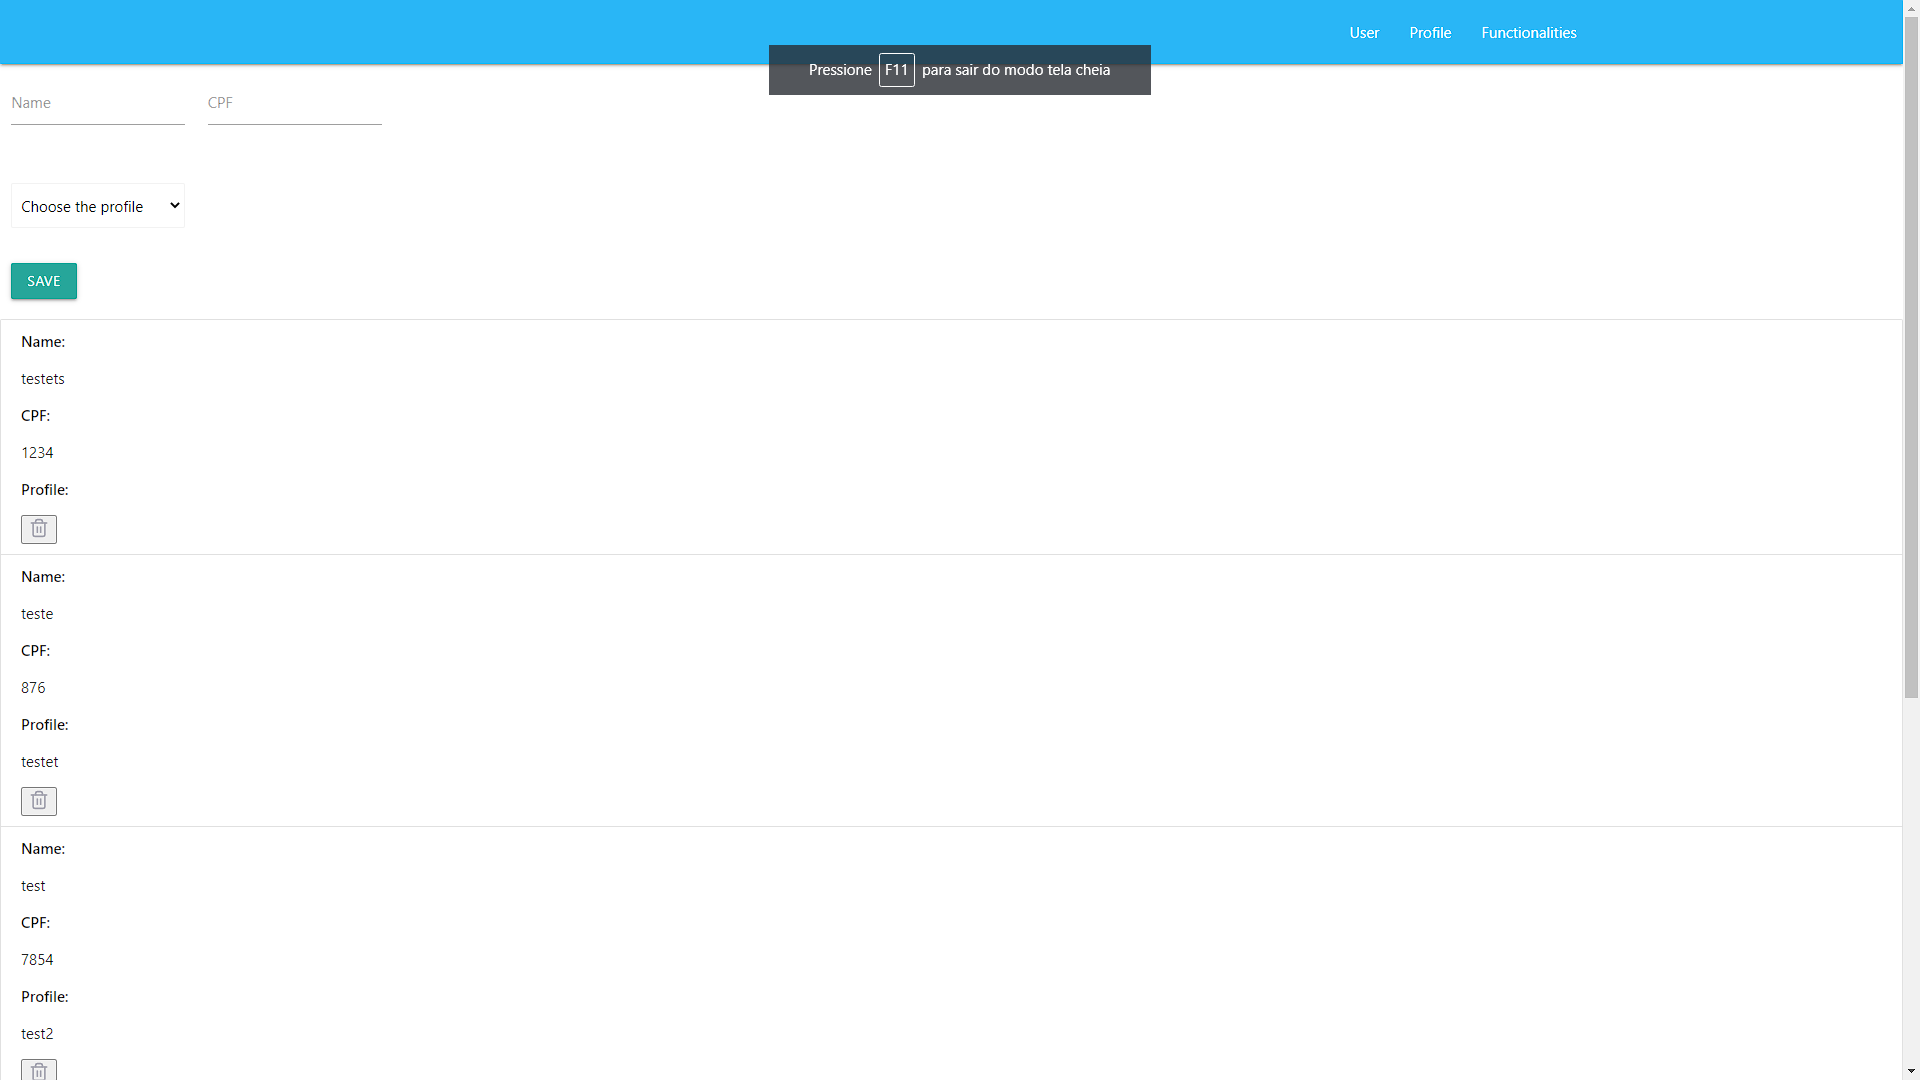 User Profile Functionalities
Pressione F11 para sair do modo tela cheia
Name CPF
Choose the profile
SAVE
Name:
testets
CPF:
1234
Profile:
Name:
teste
CPF:
876
Profile:
testet
Name:
test
CPF:
7854
Profile:
test2